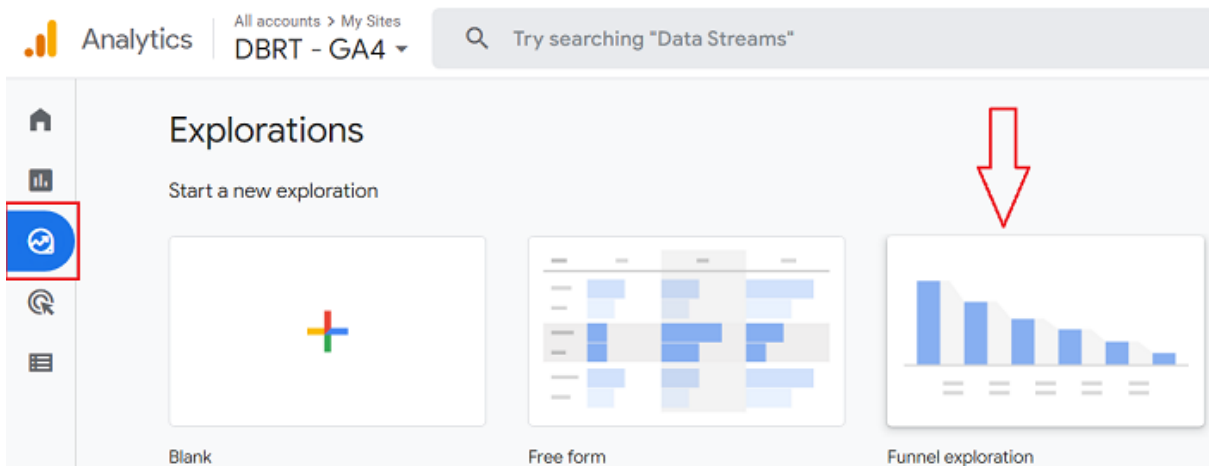 All accounts > My Sites
Analytics
DBRT - GA4
Try searching "Data Streams"
Explorations
Start a new exploration
Blank
Free form
Funnel exploration